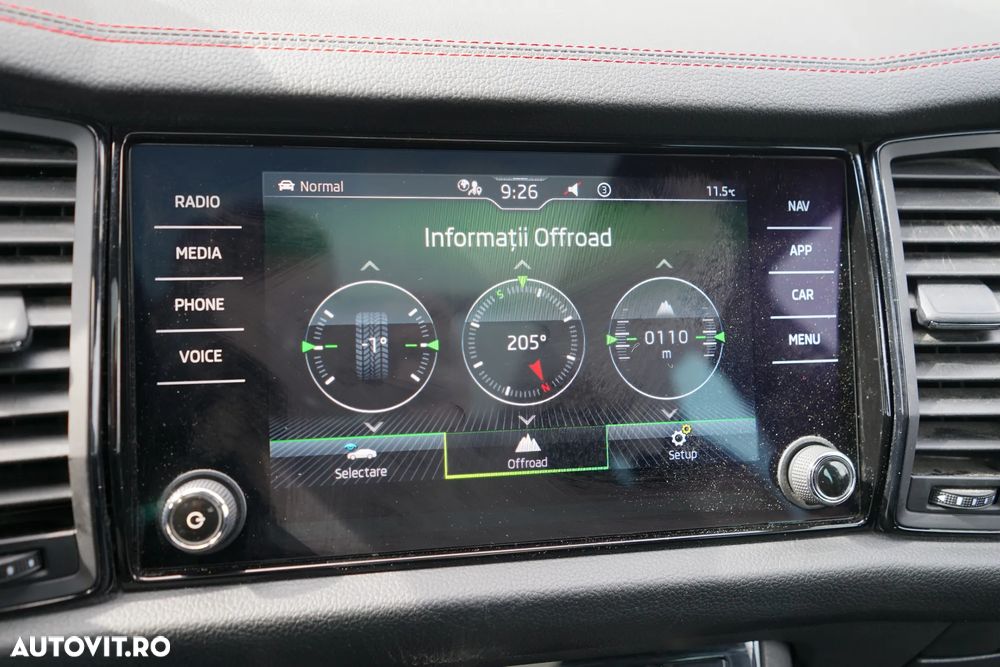 RADIO
MEDIA
PHONE
VOICE
Normal
9:26
3
11.5°C
Informații Offroad
-1°
S
205°
N
0110
m
Selectare
Offroad
Setup
NAV
APP
CAR
MENU
AUTOVIT.RO